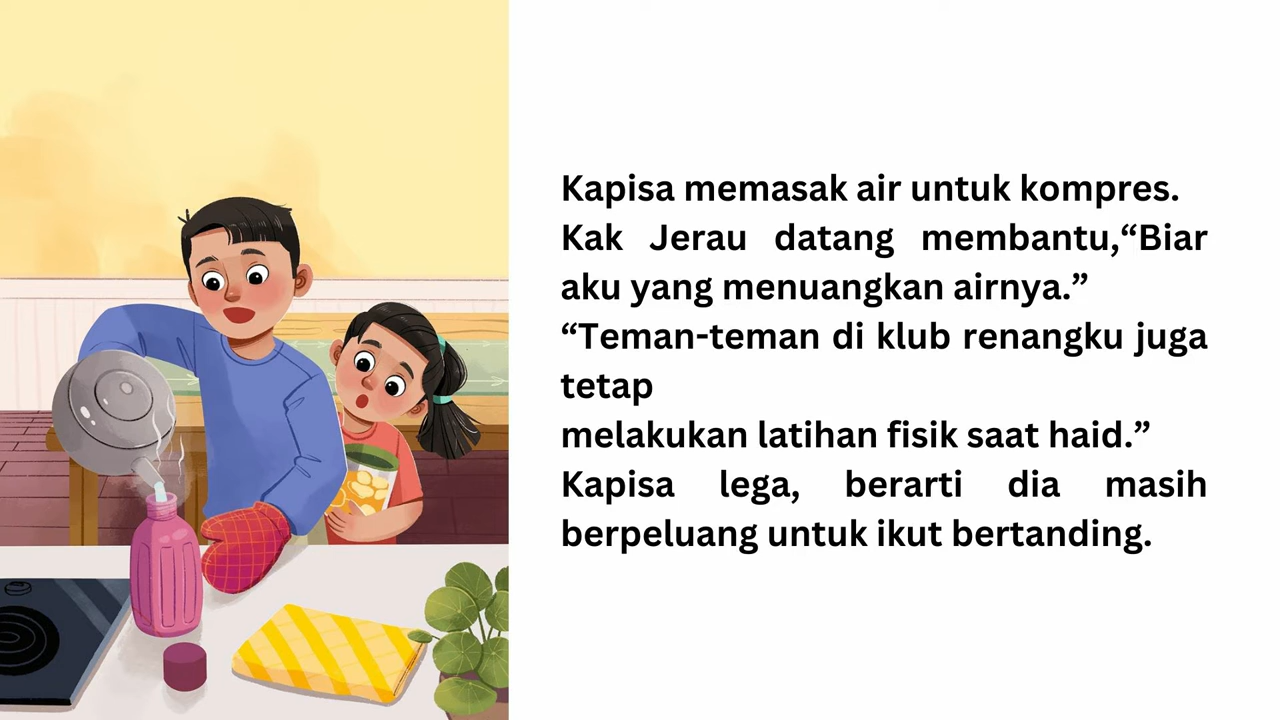 Kapisa memasak air untuk kompres.
Kak Jerau datang membantu,“Biar
aku yang menuangkan airnya.”
“Teman-teman di klub renangku juga
tetap
melakukan latihan fisik saat haid.”
Kapisa lega, berarti dia masih
berpeluang untuk ikut bertanding.